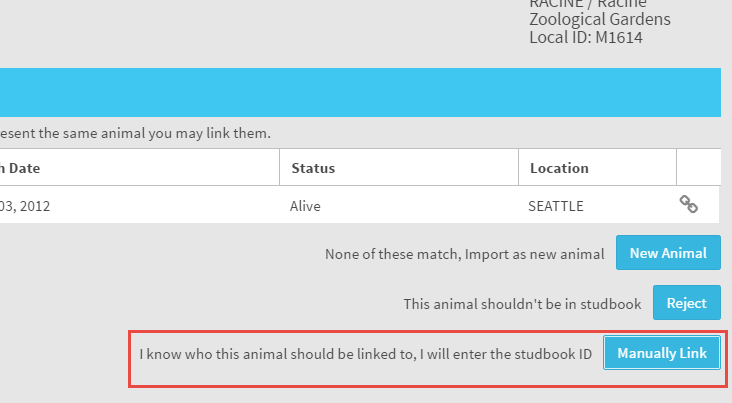 RACINE / Racine
Zoological Gardens
Local ID: M1614
resent the same animal you may link them.
h Date Status Location
03, 2012 Alive SEATTLE
None of these match, Import as new animal New Animal
This animal shouldn't be in studbook Reject
I know who this animal should be linked to, I will enter the studbook ID Manually Link